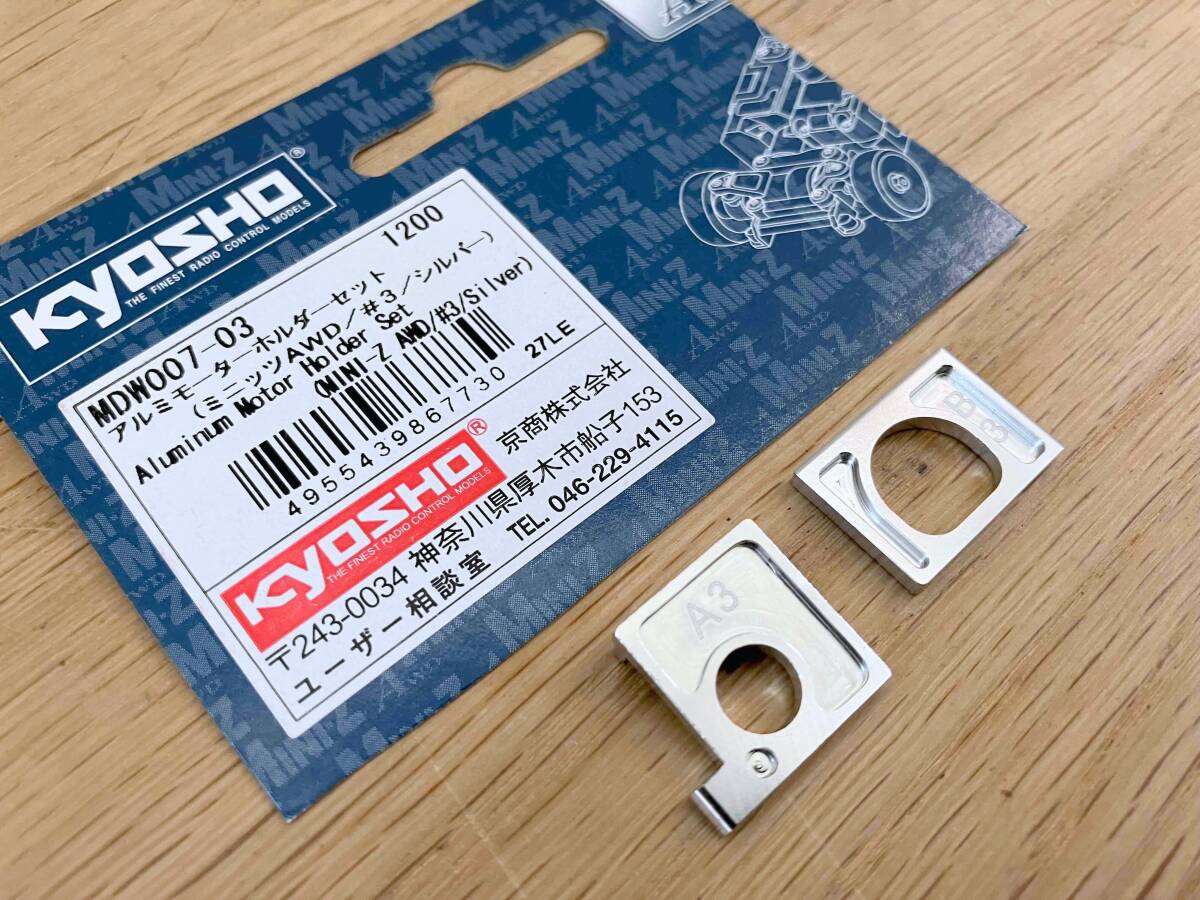 KYOSHO®
THE FINEST RADIO CONTROL MODELS
MINI-Z
AWD
MDW007-03 1200
アルミモーターホルダーセット
(ミニッツAWD/#3/シルバー)
Aluminum Motor Holder Set
(MINI-Z AWD/#3/Silver)
4955439867730
27LE
KYOSHO®
THE FINEST RADIO CONTROL MODELS
京商株式会社
〒243-0034 神奈川県厚木市船子153
ユーザー相談室 TEL. 046-229-4115
A3
B
3